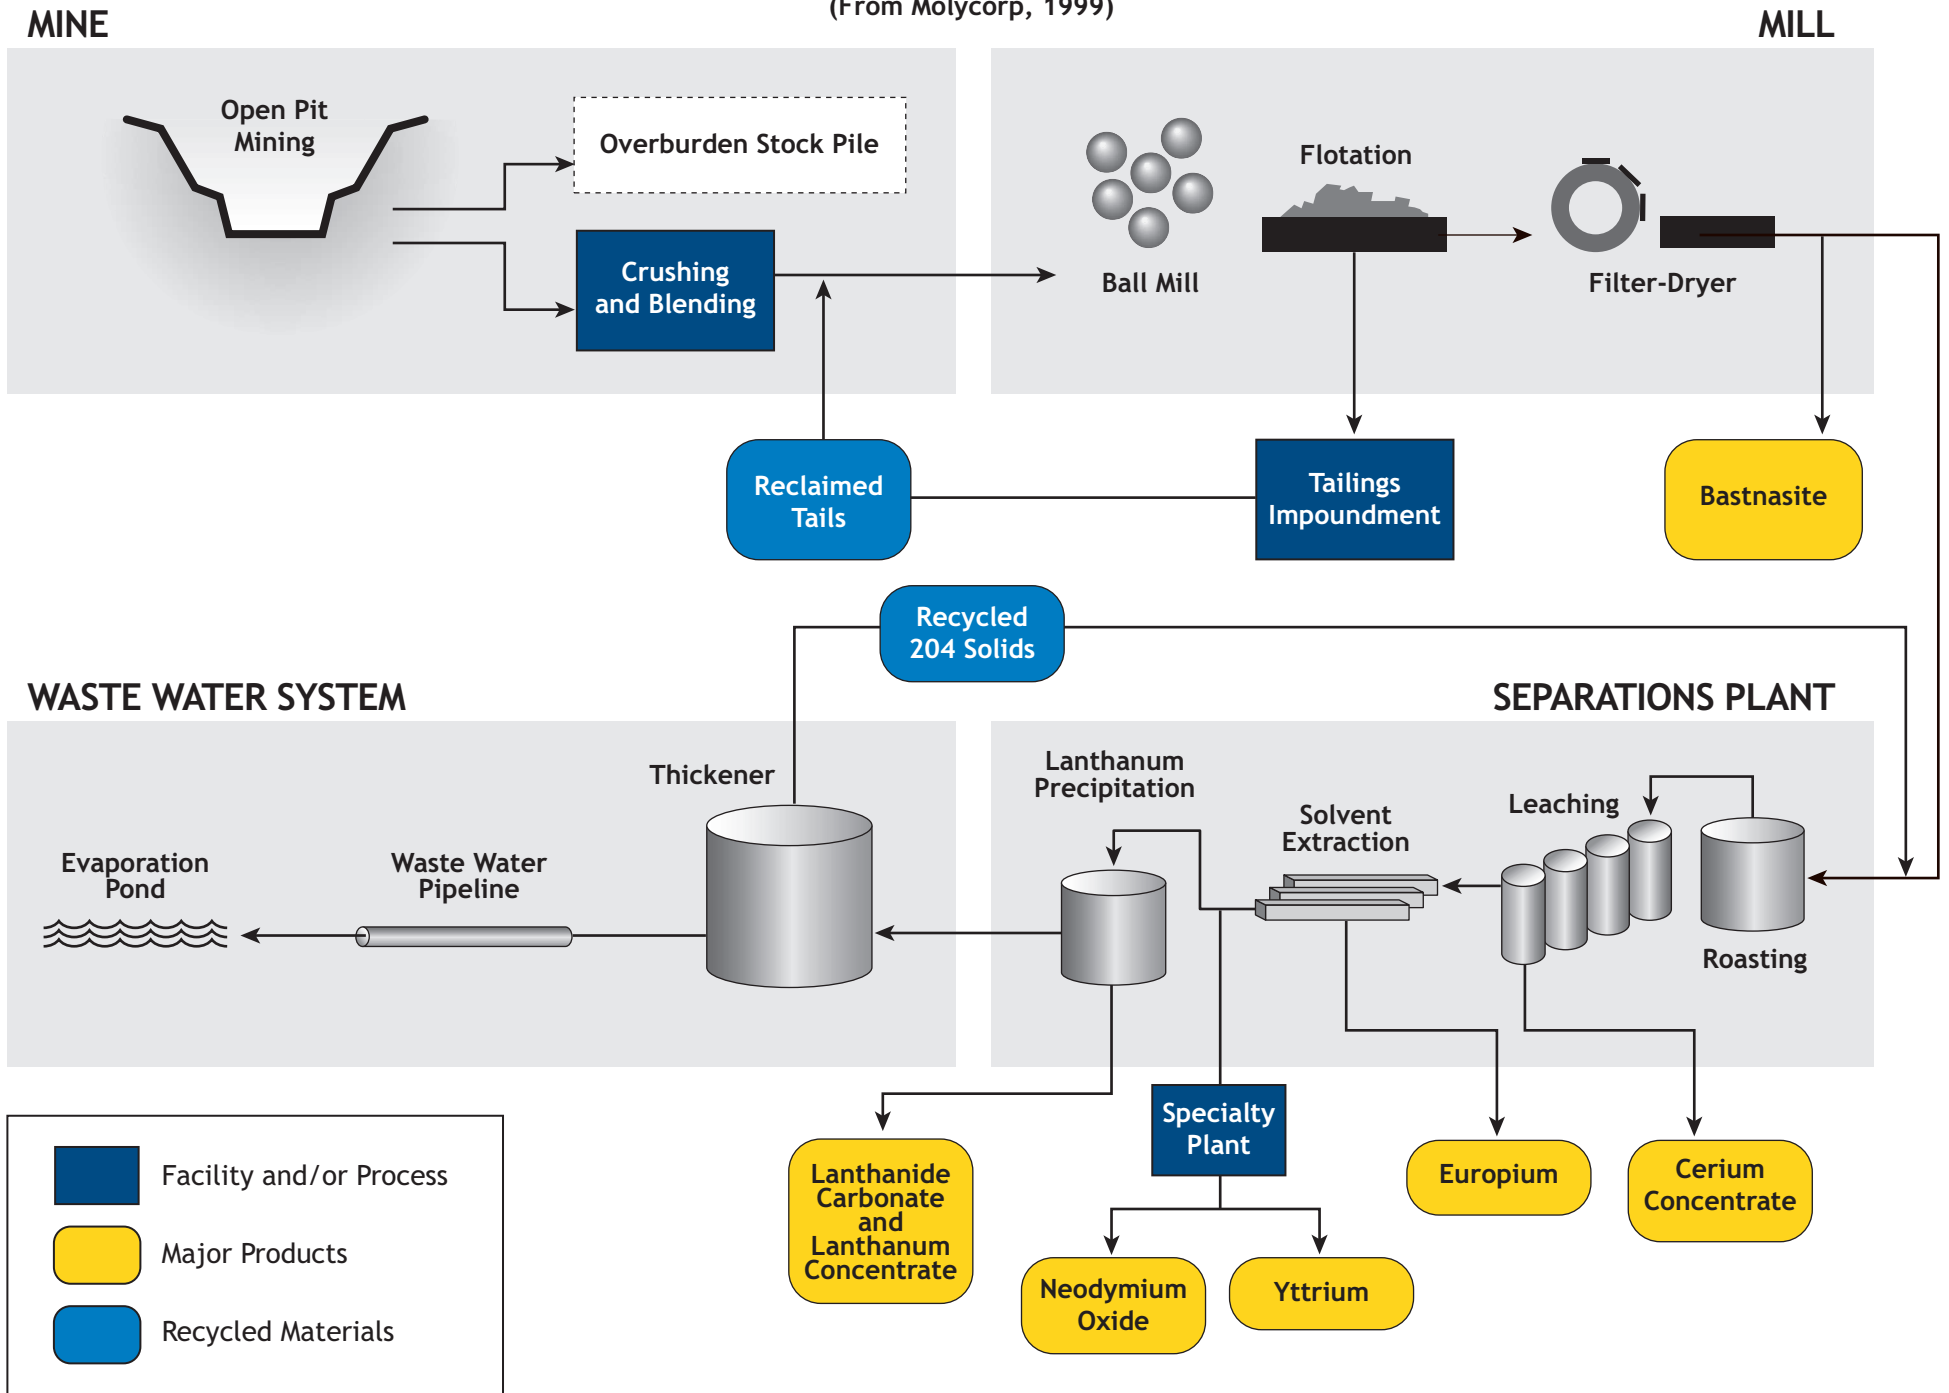 (From Molycorp, 1999)
MINE
MILL
Open Pit
Mining
Overburden Stock Pile
Crushing
and Blending
Ball Mill
Flotation
Filter-Dryer
Reclaimed
Tails
Tailings
Impoundment
Bastnasite
Recycled
204 Solids
WASTE WATER SYSTEM
SEPARATIONS PLANT
Evaporation
Pond
Waste Water
Pipeline
Thickener
Lanthanum
Precipitation
Solvent
Extraction
Leaching
Roasting
Lanthanide
Carbonate
and
Lanthanum
Concentrate
Specialty
Plant
Neodymium
Oxide
Yttrium
Europium
Cerium
Concentrate
Facility and/or Process
Major Products
Recycled Materials